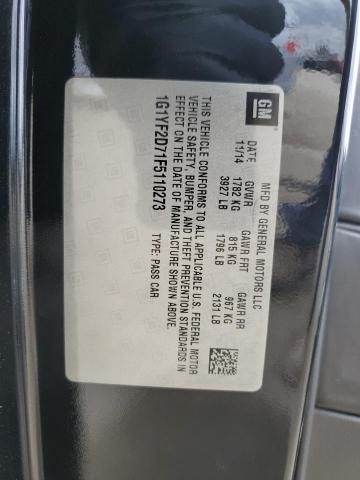 GM
MFD BY GENERAL MOTORS LLC
DATE GVWR GAWR FRT GAWR RR
11/14 1782 KG 815 KG 967 KG
3927 LB 1796 LB 2131 LB
THIS VEHICLE CONFORMS TO ALL APPLICABLE U.S. FEDERAL MOTOR
VEHICLE SAFETY, BUMPER, AND THEFT PREVENTION STANDARDS IN
EFFECT ON THE DATE OF MANUFACTURE SHOWN ABOVE.
1G1YF2D71F5110273 TYPE: PASS CAR